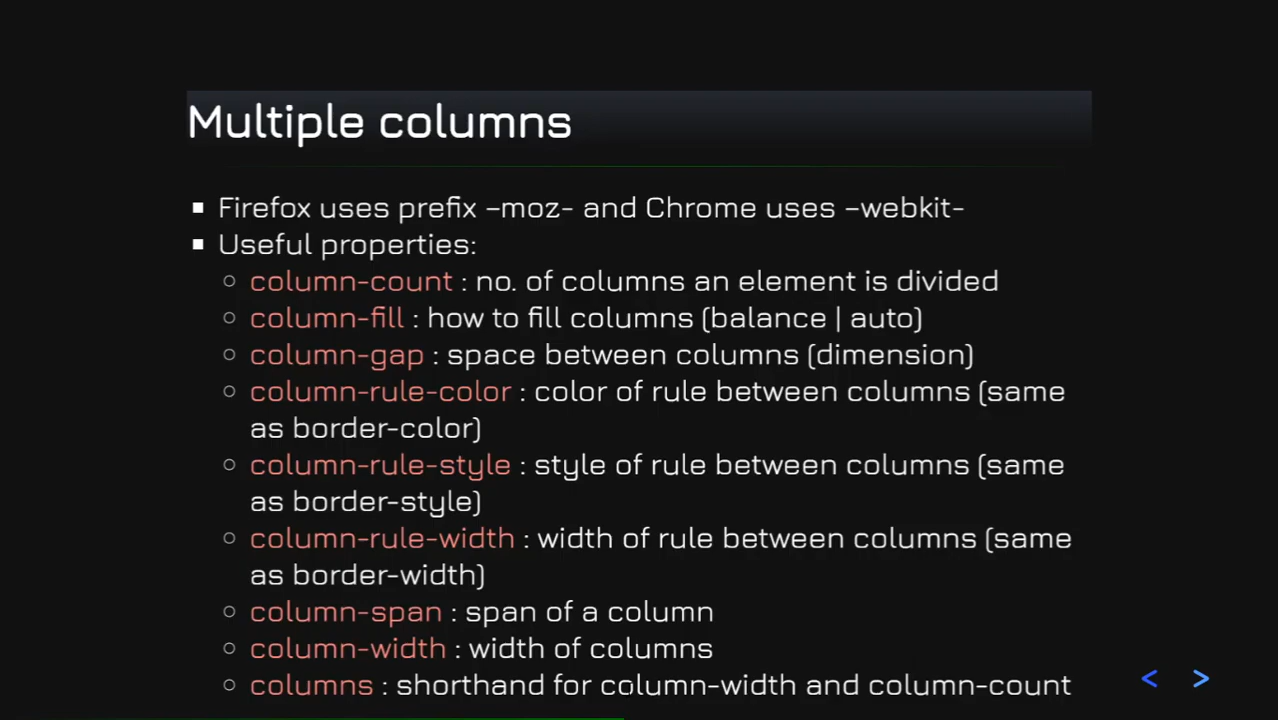 Multiple columns
▪ Firefox uses prefix –moz- and Chrome uses –webkit-
▪ Useful properties:
○ column-count : no. of columns an element is divided
○ column-fill : how to fill columns (balance | auto)
○ column-gap : space between columns (dimension)
○ column-rule-color : color of rule between columns (same
as border-color)
○ column-rule-style : style of rule between columns (same
as border-style)
○ column-rule-width : width of rule between columns (same
as border-width)
○ column-span : span of a column
○ column-width : width of columns
○ columns : shorthand for column-width and column-count
< >